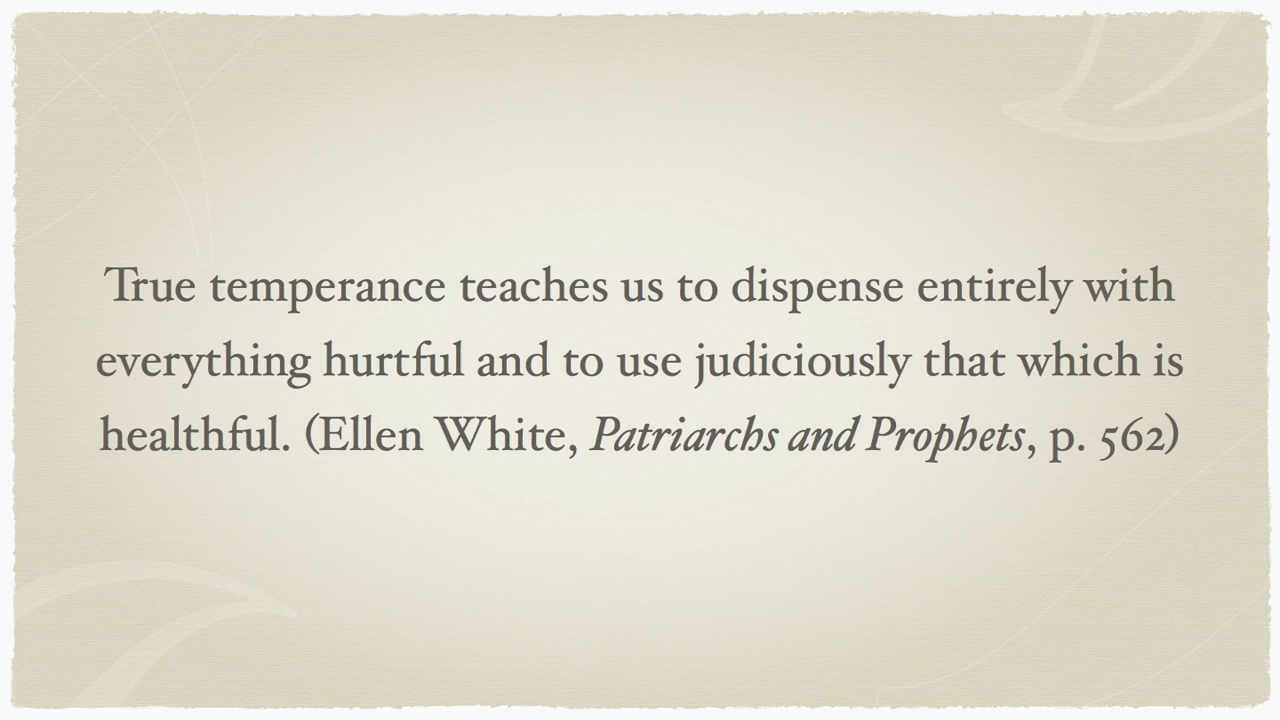 True temperance teaches us to dispense entirely with
everything hurtful and to use judiciously that which is
healthful. (Ellen White, Patriarchs and Prophets, p. 562)